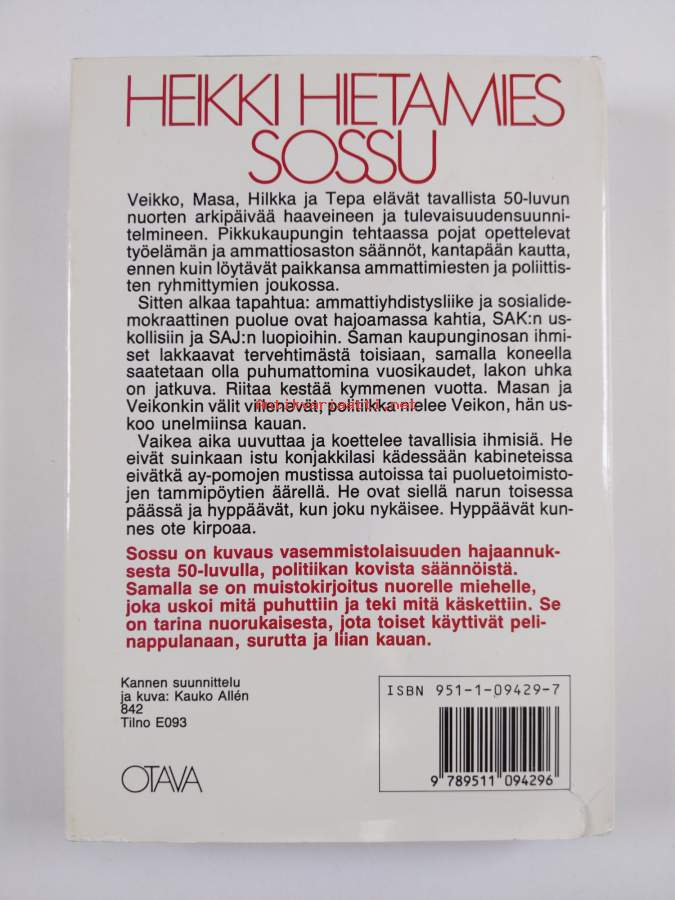 HEIKKI HIETAMIES
SOSSU
Veikko, Masa, Hilkka ja Tepa elävät tavallista 50-luvun
nuorten arkipäivää haaveineen ja tulevaisuudensuunni-
telmineen. Pikkukaupungin tehtaassa pojat opettelevat
työelämän ja ammattiosaston säännöt, kantapään kautta,
ennen kuin löytävät paikkansa ammattimiesten ja poliittis-
ten ryhmittymien joukossa.
Sitten alkaa tapahtua: ammattiyhdistysliike ja sosialide-
mokraattinen puolue ovat hajoamassa kahtia, SAK:n us-
kollisiin ja SAJ:n luopioihin. Saman kaupunginosan ihmi-
set lakkaavat tervehtimästä toisiaan, samalla koneella
saatetaan olla puhumattomina vuosikaudet, lakon uhka
on jatkuva. Riitaa kestää kymmenen vuotta. Masan ja
Veikonkin välit viilenevät, politiikka nielee Veikon, hän us-
koo unelmiinsa kauan.
Vaikea aika uuvuttaa ja koettelee tavallisia ihmisiä. He
eivät suinkaan istu konjakkilasi kädessään kabineteissa
eivätkä ay-pomojen mustissa autoissa tai puoluetoimisto-
jen tammipöytien äärellä. He ovat siellä narun toisessa
päässä ja hyppäävät, kun joku nykäisee. Hyppäävät kun-
nes ote kirpoaa.
Sossu on kuvaus vasemmistolaisuuden hajaannuk-
sesta 50-luvulla, politiikan kovista säännöistä.
Samalla se on muistokirjoitus nuorelle miehelle,
joka uskoi mitä puhuttiin ja teki mitä käskettiin. Se
on tarina nuorukaisesta, jota toiset käyttivät peli-
nappulanaan, surutta ja liian kauan.
Kannen suunnittelu
ja kuva: Kauko Allén
842
Tilno E093
ISBN 951-1-09429-7
9 789511 094296
OTAVA